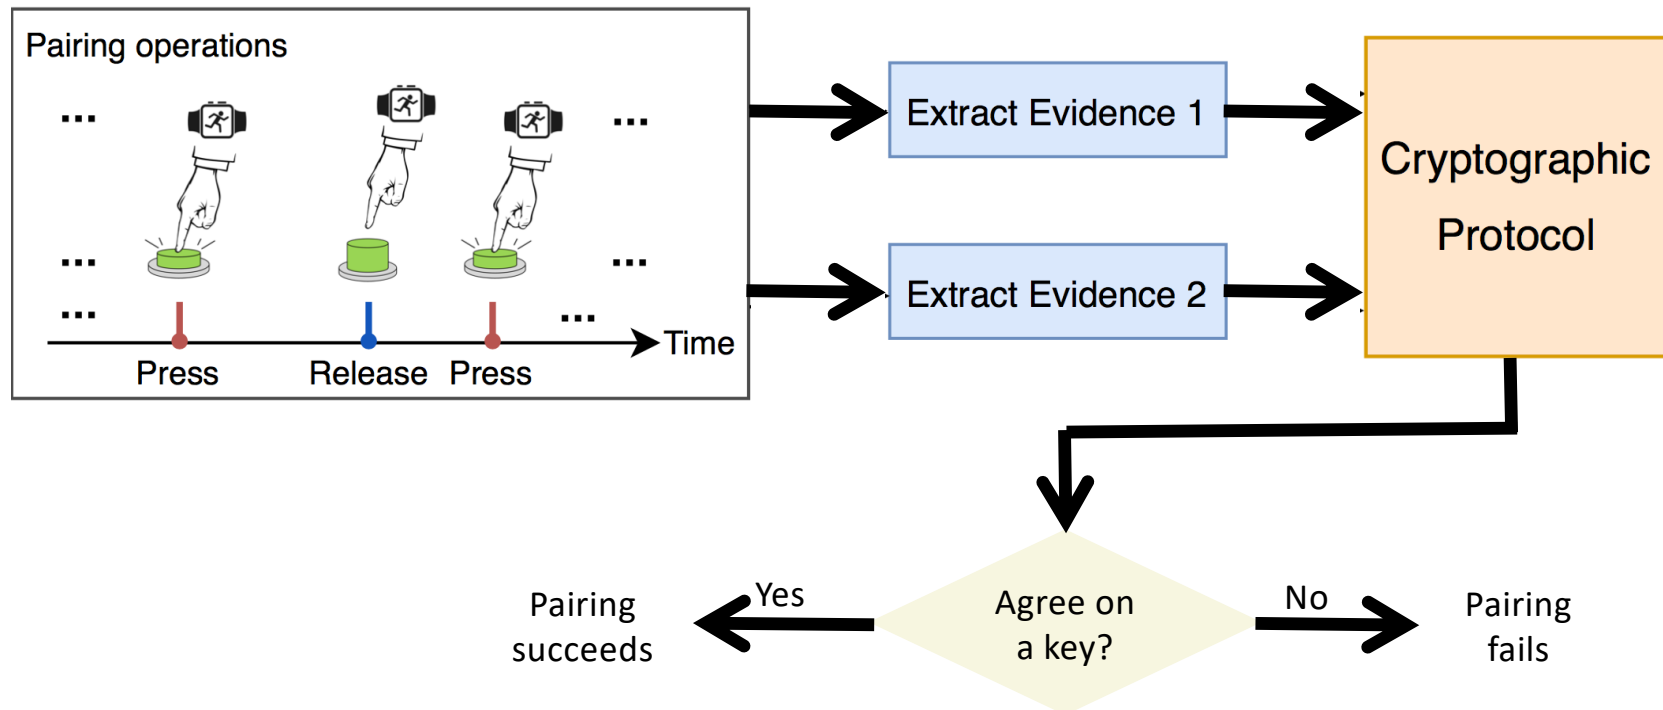 Pairing operations
...
...
...
...
...
...
Press
Release
Press
Time
Extract Evidence 1
Extract Evidence 2
Cryptographic
Protocol
Agree on
a key?
Yes
No
Pairing
succeeds
Pairing
fails